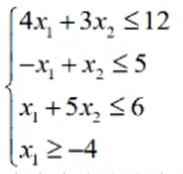 4x₁ + 3x₂ ≤ 12
-x₁ + x₂ ≤ 5
x₁ + 5x₂ ≤ 6
x₁ ≥ -4